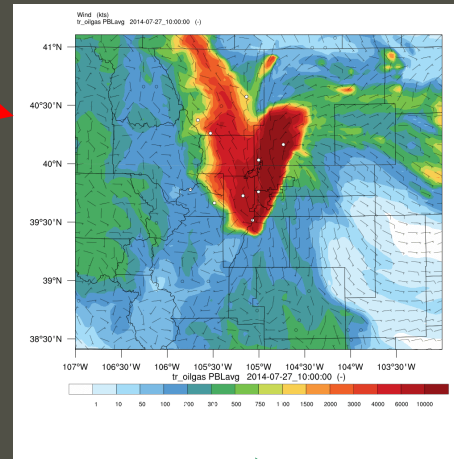 Wind (kts)
tr_oilgas PBLavg 2014-07-27_10:00:00 (-)
41°N
40°30'N
40°N
39°30'N
39°N
38°30'N
107°W 106°30'W 106°W 105°30'W 105°W 104°30'W 104°W 103°30'W
tr_oilgas PBLavg 2014-07-27_10:00:00 (-)
1 10 50 100 500 750 1500 2000 3000 4000 6000 10000